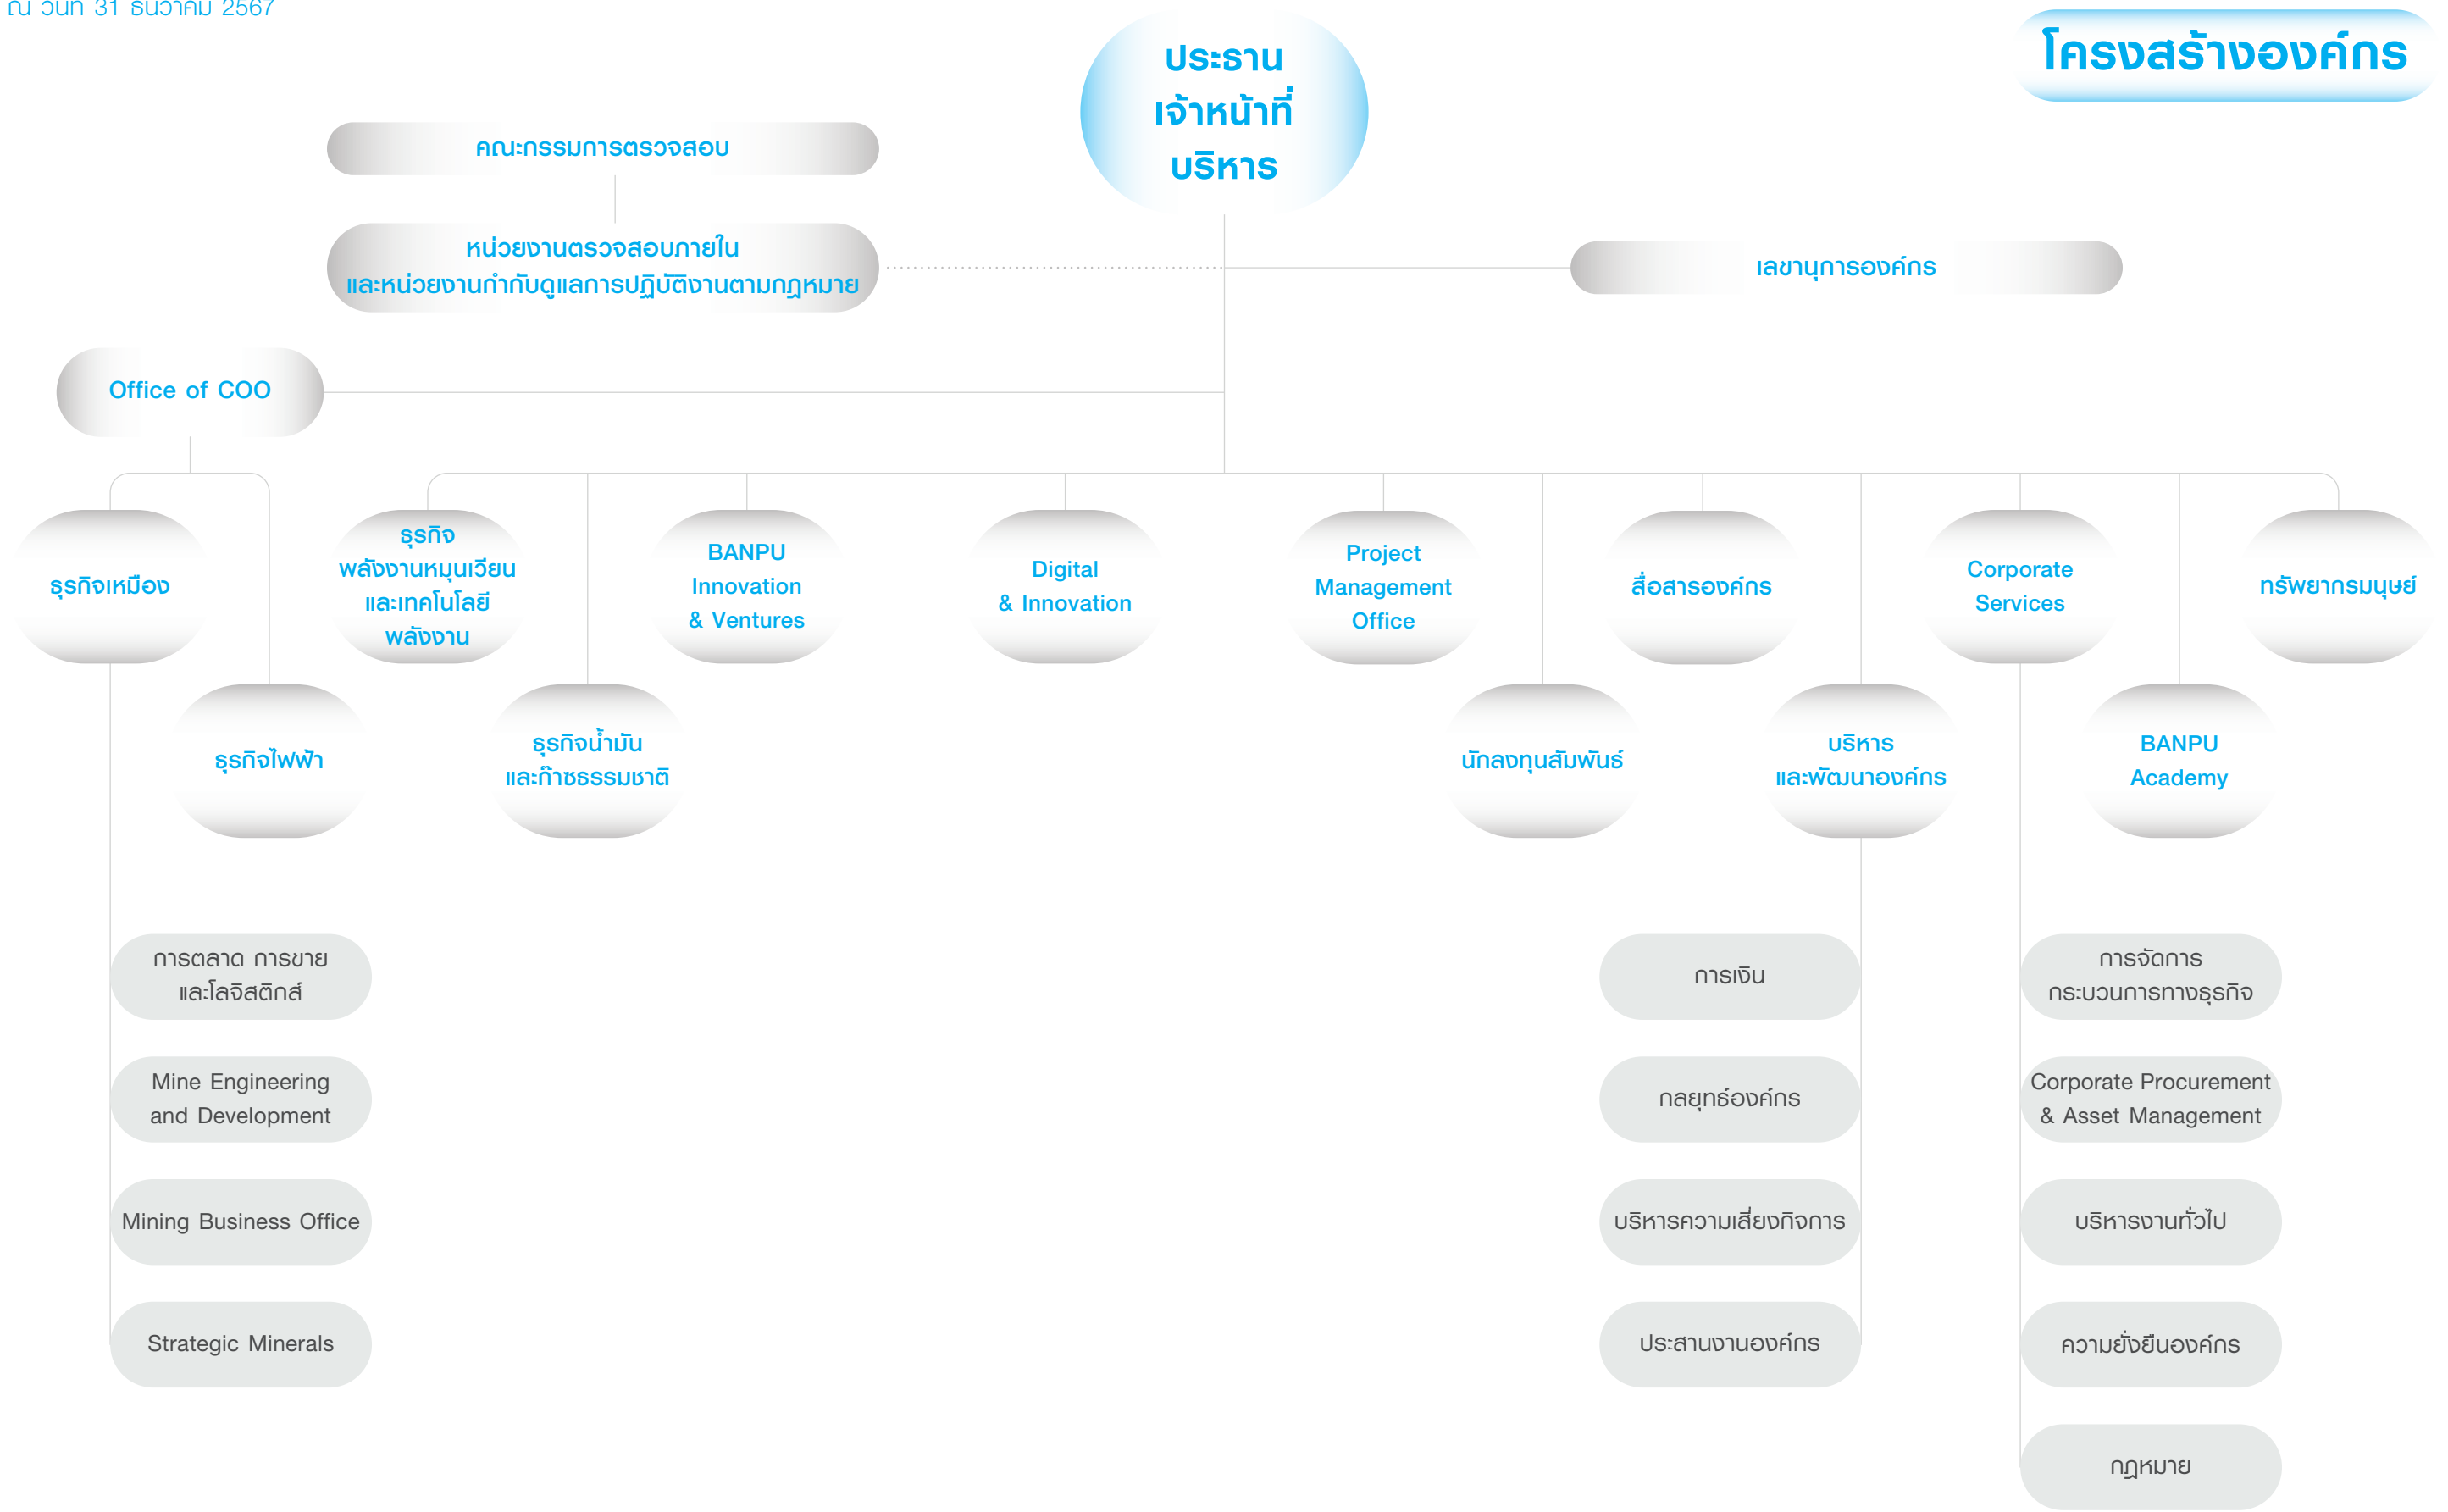 ณ วันที่ 31 ธันวาคม 2567
โครงสร้างองค์กร
ประธาน
เจ้าหน้าที่
บริหาร
คณะกรรมการตรวจสอบ
หน่วยงานตรวจสอบภายใน
และหน่วยงานกำกับดูแลการปฏิบัติงานตามกฎหมาย
เลขานุการองค์กร
Office of COO
ธุรกิจเหมือง
ธุรกิจ
พลังงานหมุนเวียน
และเทคโนโลยี
พลังงาน
BANPU
Innovation
& Ventures
Digital
& Innovation
Project
Management
Office
สื่อสารองค์กร
Corporate
Services
ทรัพยากรมนุษย์
ธุรกิจไฟฟ้า
ธุรกิจน้ำมัน
และก๊าซธรรมชาติ
นักลงทุนสัมพันธ์
บริหาร
และพัฒนาองค์กร
BANPU
Academy
การตลาด การขาย
และโลจิสติกส์
Mine Engineering
and Development
Mining Business Office
Strategic Minerals
การเงิน
กลยุทธ์องค์กร
บริหารความเสี่ยงกิจการ
ประสานงานองค์กร
การจัดการ
กระบวนการทางธุรกิจ
Corporate Procurement
& Asset Management
บริหารงานทั่วไป
ความยั่งยืนองค์กร
กฎหมาย